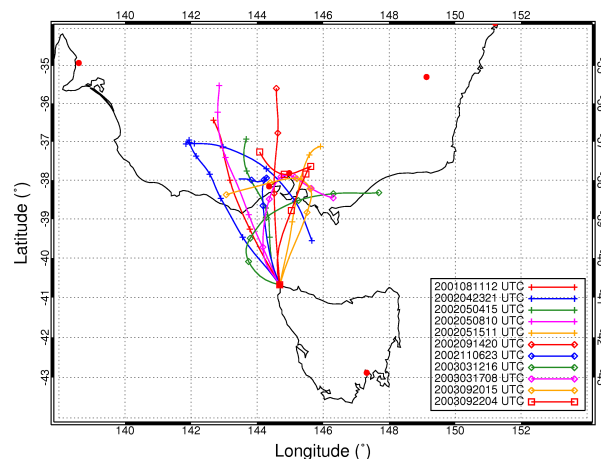 140 142 144 146 148 150 152
-35
-36
-37
-38
-39
-40
-41
-42
-43
Latitude (°)
2001081112 UTC
2002042321 UTC
2002050415 UTC
2002050810 UTC
2002051511 UTC
2002091420 UTC
2002110623 UTC
2003031216 UTC
2003031708 UTC
2003092015 UTC
2003092204 UTC
140 142 144 146 148 150 152
Longitude (°)